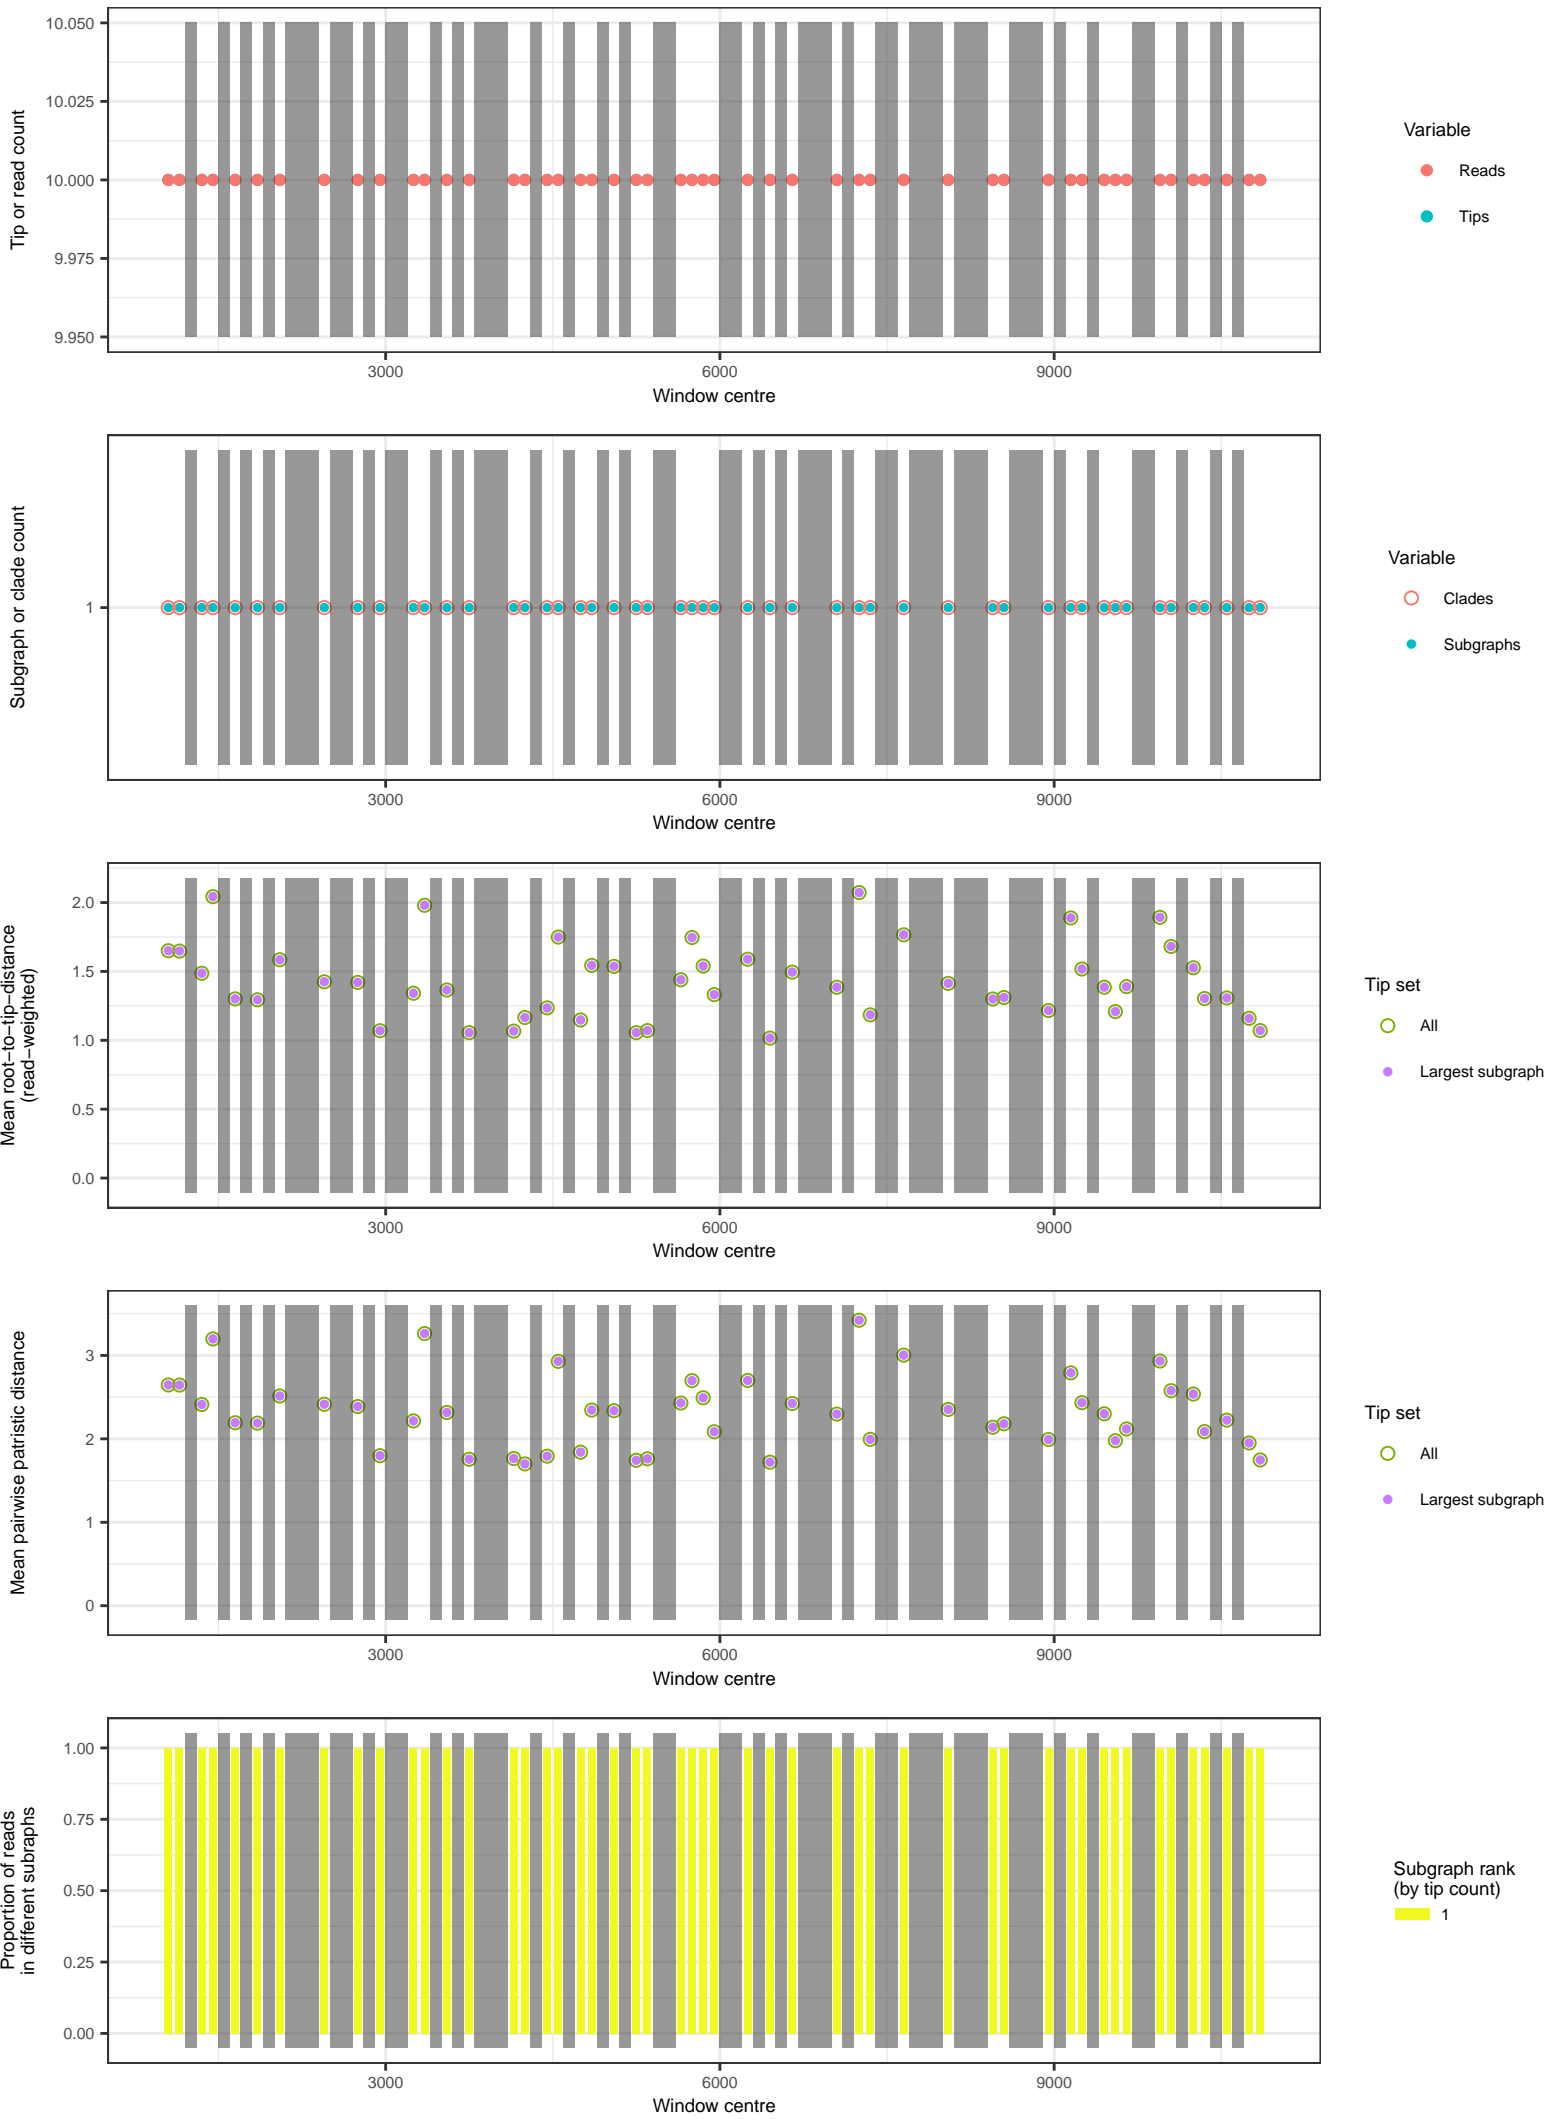 10.050
10.025
10.000
9.975
9.950
Tip or read count
3000
6000
9000
Window centre
Variable
Reads
Tips
1
Subgraph or clade count
3000
6000
9000
Window centre
Variable
Clades
Subgraphs
2.0
1.5
1.0
0.5
0.0
Mean root−to−tip−distance
(read−weighted)
3000
6000
9000
Window centre
Tip set
All
Largest subgraph
3
2
1
0
Mean pairwise patristic distance
3000
6000
9000
Window centre
Tip set
All
Largest subgraph
1.00
0.75
0.50
0.25
0.00
Proportion of reads
in different subraphs
3000
6000
9000
Window centre
Subgraph rank
(by tip count)
1